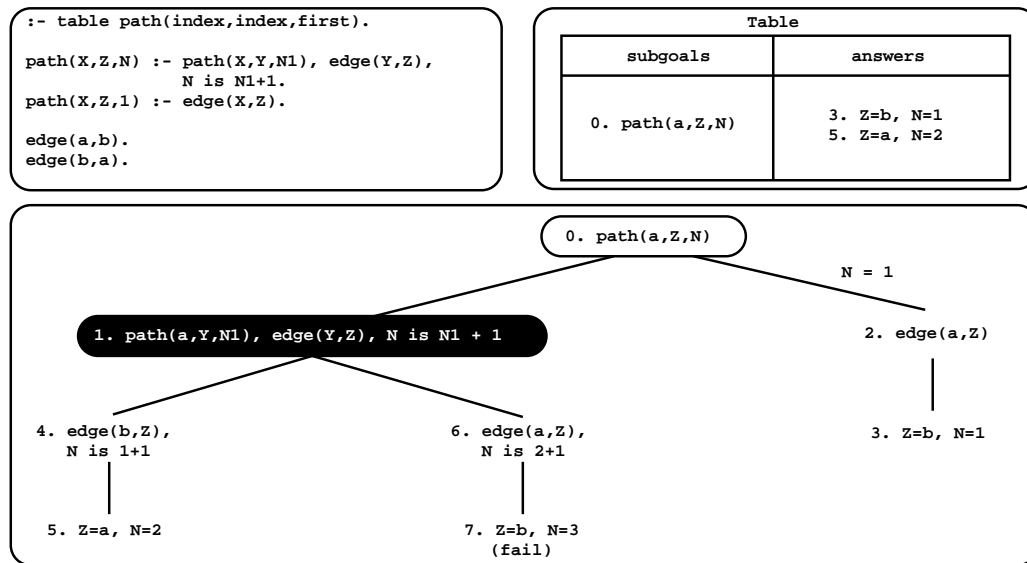 :- table path(index,index,first).
path(X,Z,N) :- path(X,Y,N1), edge(Y,Z),
N is N1+1.
path(X,Z,1) :- edge(X,Z).
edge(a,b).
edge(b,a).
Table
subgoals answers
0. path(a,Z,N)
3. Z=b, N=1
5. Z=a, N=2
0. path(a,Z,N)
N = 1
1. path(a,Y,N1), edge(Y,Z), N is N1 + 1
2. edge(a,Z)
4. edge(b,Z),
N is 1+1
6. edge(a,Z),
N is 2+1
3. Z=b, N=1
5. Z=a, N=2
7. Z=b, N=3
(fail)